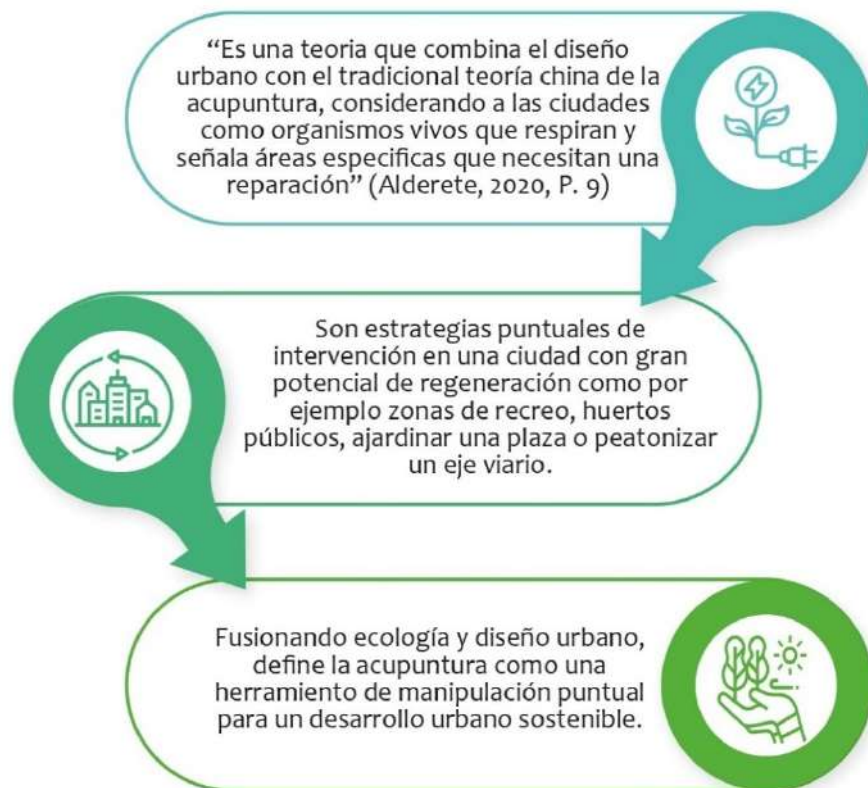 “Es una teoria que combina el diseño
urbano con el tradicional teoría china de la
acupuntura, considerando a las ciudades
como organismos vivos que respiran y
señala áreas especificas que necesitan una
reparación” (Alderete, 2020, P. 9)
Son estrategias puntuales de
intervención en una ciudad con gran
potencial de regeneración como por
ejemplo zonas de recreo, huertos
públicos, ajardinar una plaza o peatonizar
un eje viario.
Fusionando ecología y diseño urbano,
define la acupuntura como una
herramiento de manipulación puntual
para un desarrollo urbano sostenible.